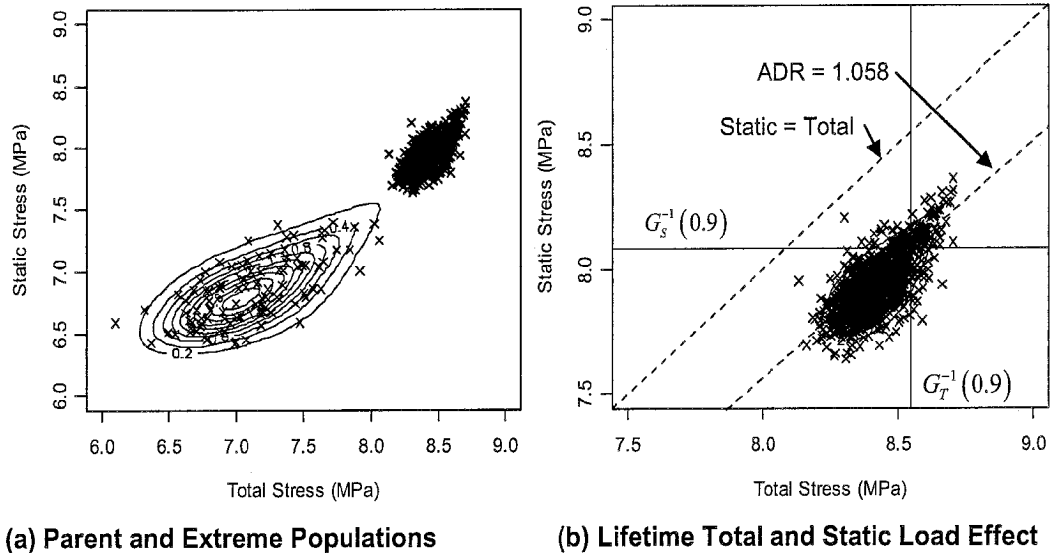 9.0
8.5
8.0
7.5
7.0
6.5
6.0
Static Stress (MPa)
0.4
0.2
6.0 6.5 7.0 7.5 8.0 8.5 9.0
Total Stress (MPa)
(a) Parent and Extreme Populations
9.0
8.5
8.0
7.5
Static Stress (MPa)
ADR = 1.058
Static = Total
G_S^{-1}(0.9)
G_T^{-1}(0.9)
7.5 8.0 8.5 9.0
Total Stress (MPa)
(b) Lifetime Total and Static Load Effect